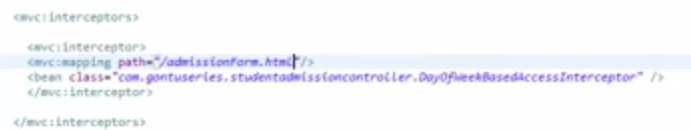 <mvc:interceptors>
<mvc:interceptor>
<mvc:mapping path="/admissionForm.html"/>
<bean class="com.gontuseries.studentadmissioncontroller.DayOfWeekBasedAccessInterceptor" />
</mvc:interceptor>
</mvc:interceptors>